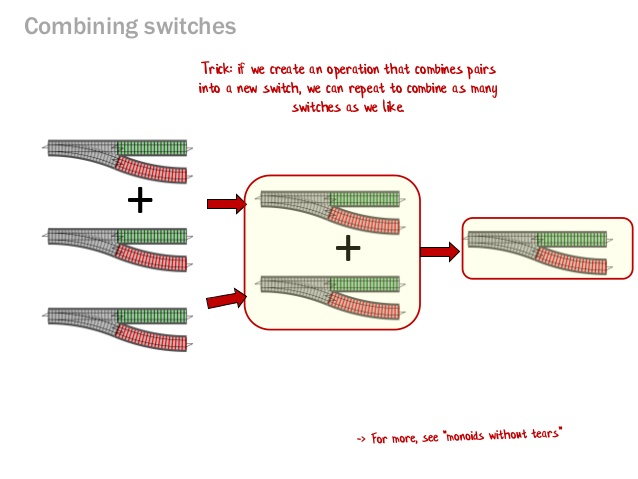 Combining switches
Trick: if we create an operation that combines pairs
into a new switch, we can repeat to combine as many
switches as we like.
+
+
-> For more, see "monoids without tears"